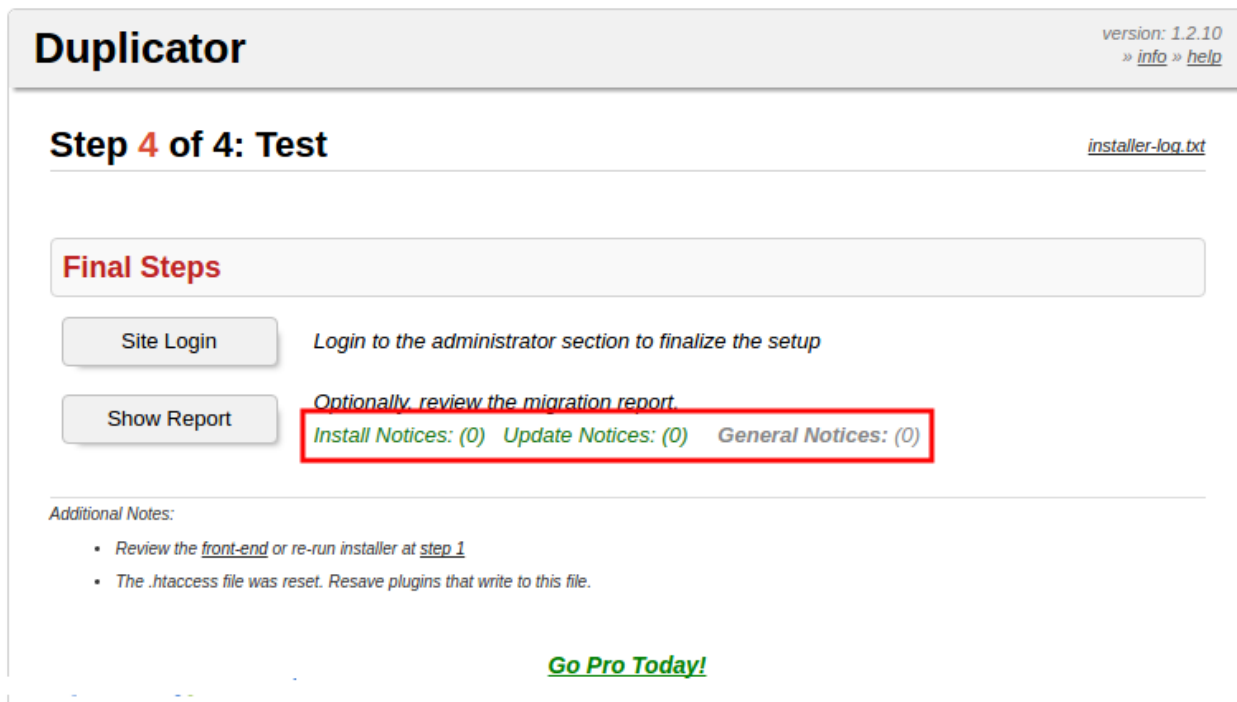 Duplicator
version: 1.2.10
» info » help
Step 4 of 4: Test
installer-log.txt
Final Steps
Site Login
Login to the administrator section to finalize the setup
Show Report
Optionally, review the migration report.
Install Notices: (0) Update Notices: (0) General Notices: (0)
Additional Notes:
• Review the front-end or re-run installer at step 1
• The .htaccess file was reset. Resave plugins that write to this file.
Go Pro Today!